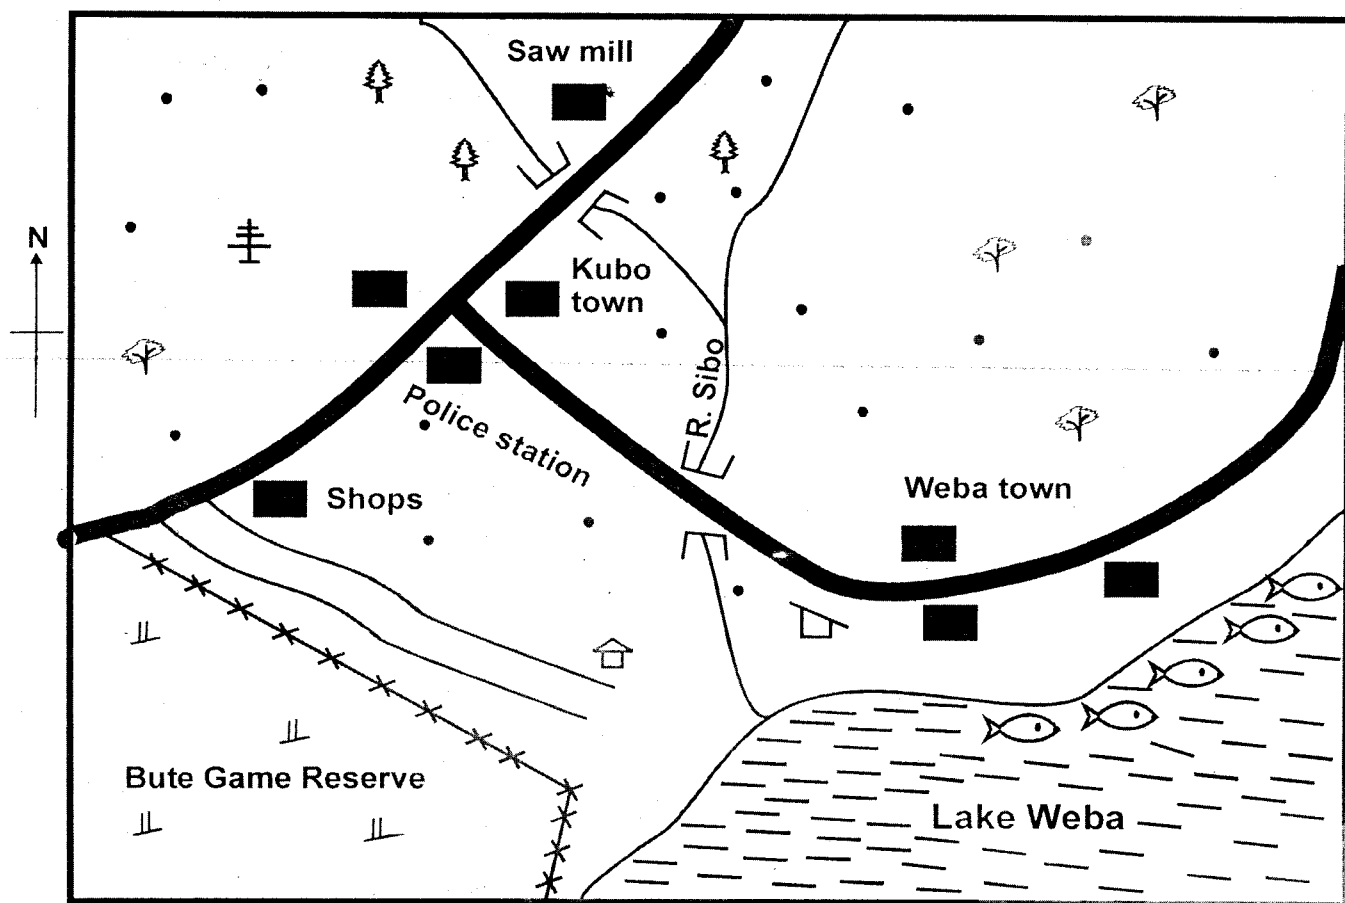 Saw mill
N
Kubo
town
R. Sibo
Police station
Weba town
Shops
Bute Game Reserve
Lake Weba